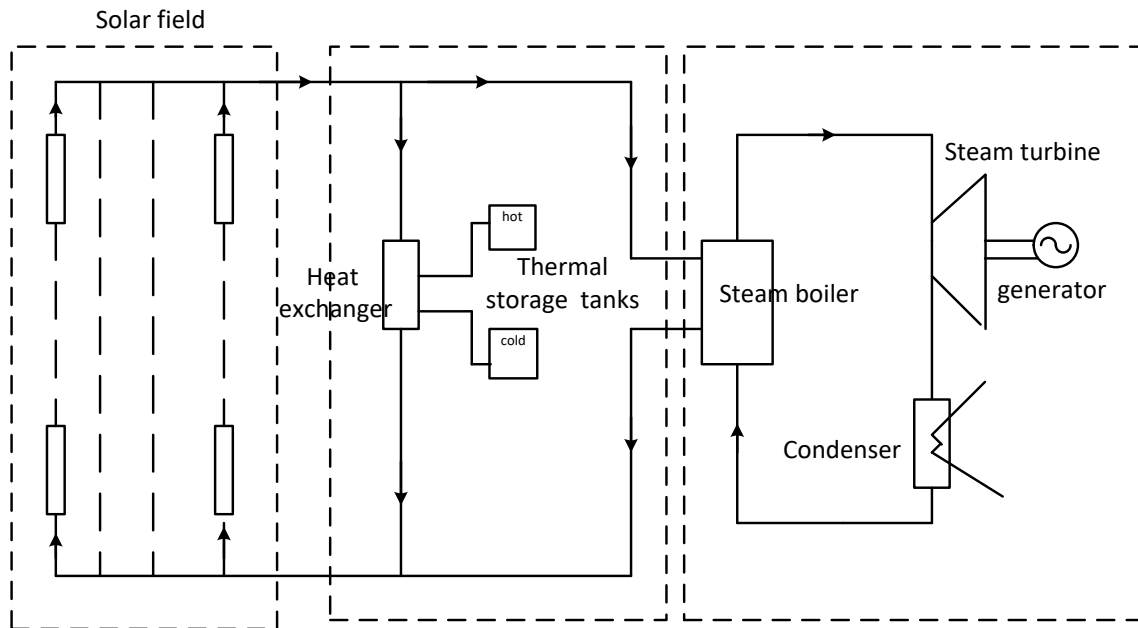 Solar field
Steam turbine
hot
Heat
exchanger
Thermal
storage tanks
Steam boiler
generator
cold
Condenser